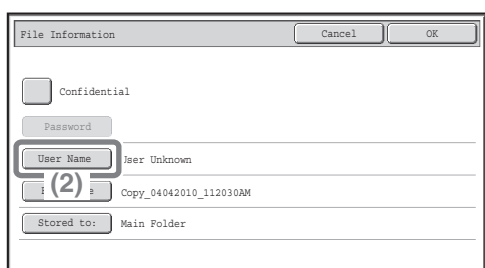 File Information Cancel OK
Confidential
Password
User Name User Unknown
(2) Copy_04042010_112030AM
Stored to: Main Folder